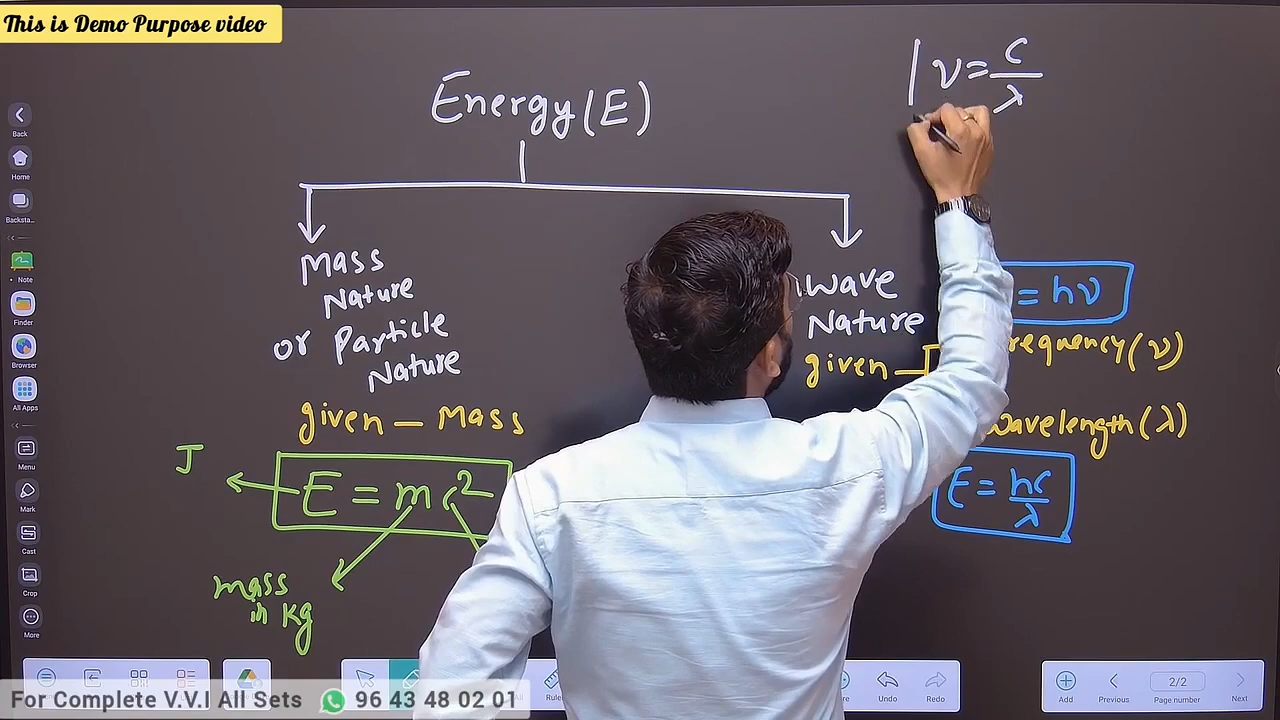 This is Demo Purpose video
ν = c/λ
Energy (E)
Mass
Nature
or Particle
Nature
given — Mass
J
E = mc²
mass
in kg
Wave
Nature
given
= hν
requency (ν)
wavelength (λ)
E = hc/λ
Back
Home
Backsta...
Note
Finder
Browser
All Apps
Menu
Mark
Cast
Crop
More
Undo
Redo
Add
Previous
2/2
Page number
Next
For Complete V.V.I All Sets 96 43 48 02 01